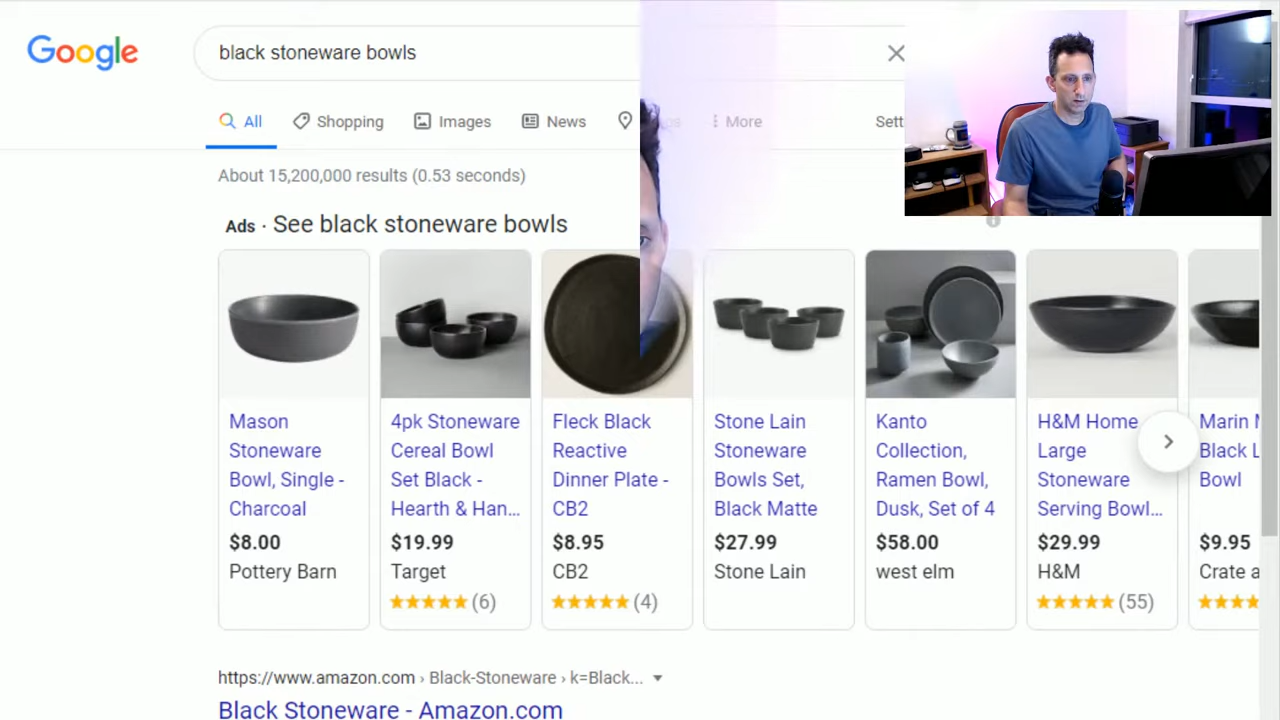 Google
black stoneware bowls
All
Shopping
Images
News
More
Sett
About 15,200,000 results (0.53 seconds)
Ads · See black stoneware bowls
Mason
Stoneware
Bowl, Single -
Charcoal
$8.00
Pottery Barn
4pk Stoneware
Cereal Bowl
Set Black -
Hearth & Han...
$19.99
Target
(6)
Fleck Black
Reactive
Dinner Plate -
CB2
$8.95
CB2
(4)
Stone Lain
Stoneware
Bowls Set,
Black Matte
$27.99
Stone Lain
Kanto
Collection,
Ramen Bowl,
Dusk, Set of 4
$58.00
west elm
H&M Home
Large
Stoneware
Serving Bowl...
$29.99
H&M
(55)
Marin
Black L
Bowl
$9.95
Crate a
https://www.amazon.com › Black-Stoneware › k=Black...
Black Stoneware - Amazon.com